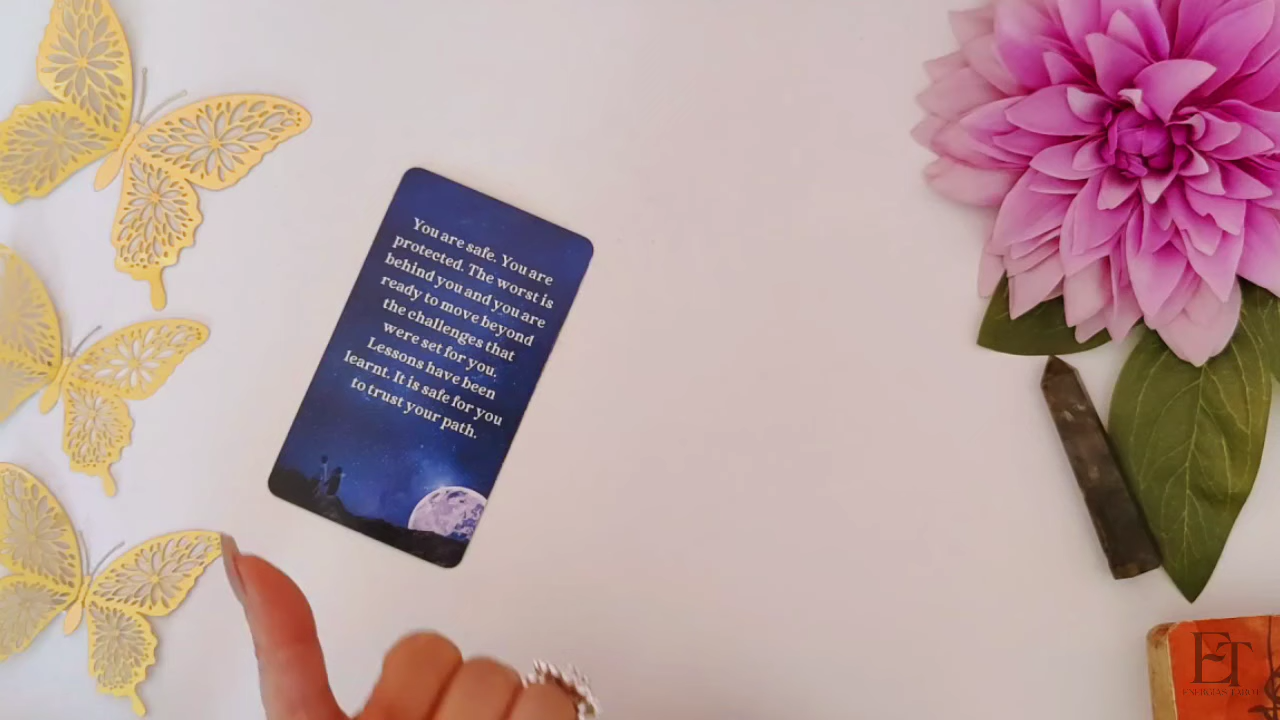 You are safe. You are
protected. The worst is
behind you and you are
ready to move beyond
the challenges that
were set for you.
Lessons have been
learnt. It is safe for you
to trust your path.
ET
ENERGIAS TAROT